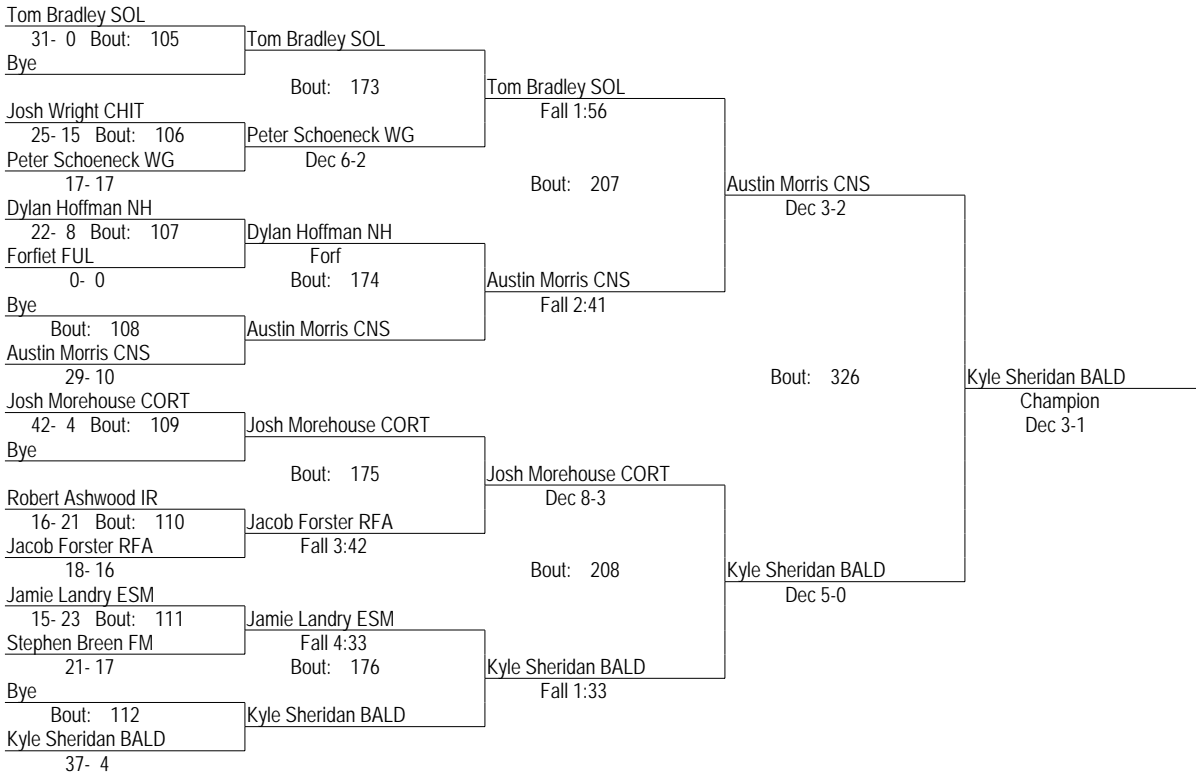 Tom Bradley SOL
31- 0 Bout: 105
Bye
Josh Wright CHIT
25- 15 Bout: 106
Peter Schoeneck WG
17- 17
Dylan Hoffman NH
22- 8 Bout: 107
Forfiet FUL
0- 0
Bye
Bout: 108
Austin Morris CNS
29- 10
Josh Morehouse CORT
42- 4 Bout: 109
Bye
Robert Ashwood IR
16- 21 Bout: 110
Jacob Forster RFA
18- 16
Jamie Landry ESM
15- 23 Bout: 111
Stephen Breen FM
21- 17
Bye
Bout: 112
Kyle Sheridan BALD
37- 4
Tom Bradley SOL
Bout: 173
Peter Schoeneck WG
Dec 6-2
Dylan Hoffman NH
Forf
Bout: 174
Austin Morris CNS
Josh Morehouse CORT
Bout: 175
Jacob Forster RFA
Fall 3:42
Jamie Landry ESM
Fall 4:33
Bout: 176
Kyle Sheridan BALD
Tom Bradley SOL
Fall 1:56
Bout: 207
Austin Morris CNS
Fall 2:41
Josh Morehouse CORT
Dec 8-3
Bout: 208
Kyle Sheridan BALD
Fall 1:33
Austin Morris CNS
Dec 3-2
Bout: 326
Kyle Sheridan BALD
Dec 5-0
Kyle Sheridan BALD
Champion
Dec 3-1